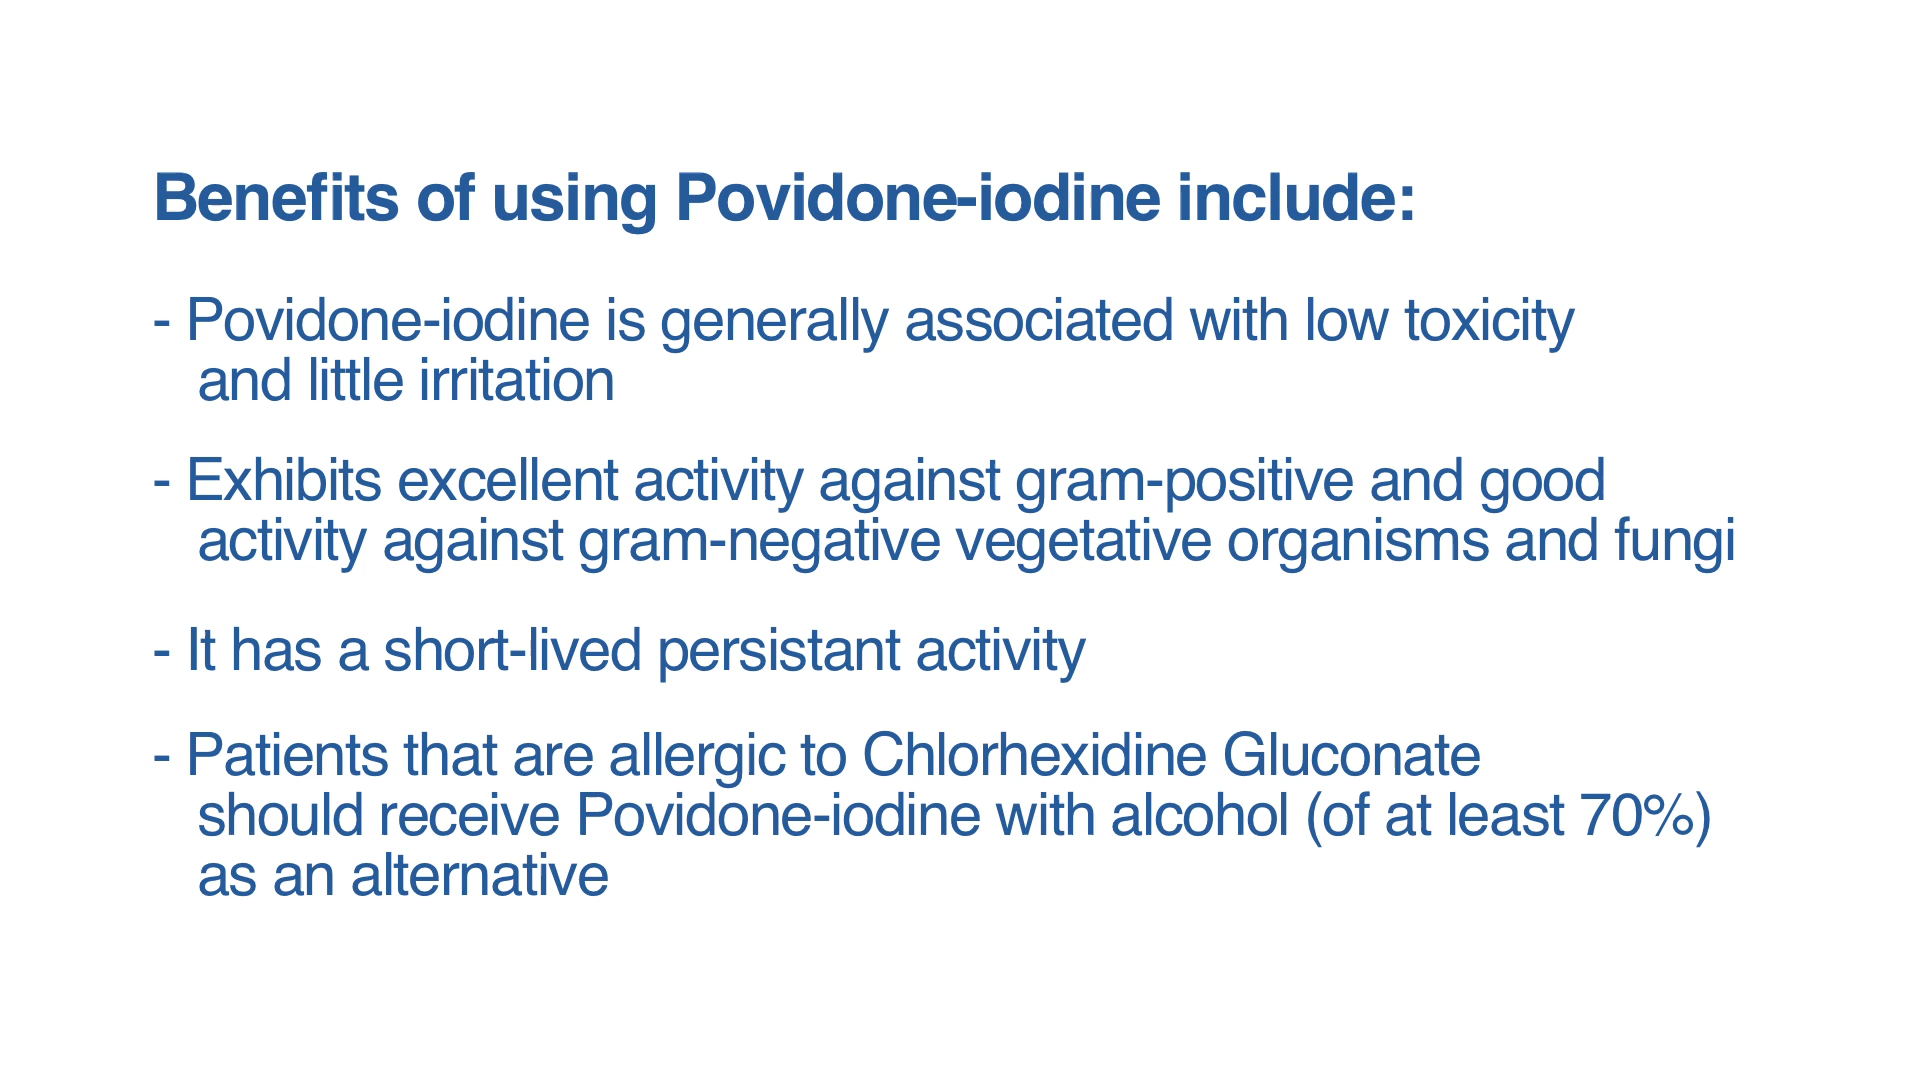 Benefits of using Povidone-iodine include:
- Povidone-iodine is generally associated with low toxicity
and little irritation
- Exhibits excellent activity against gram-positive and good
activity against gram-negative vegetative organisms and fungi
- It has a short-lived persistant activity
- Patients that are allergic to Chlorhexidine Gluconate
should receive Povidone-iodine with alcohol (of at least 70%)
as an alternative